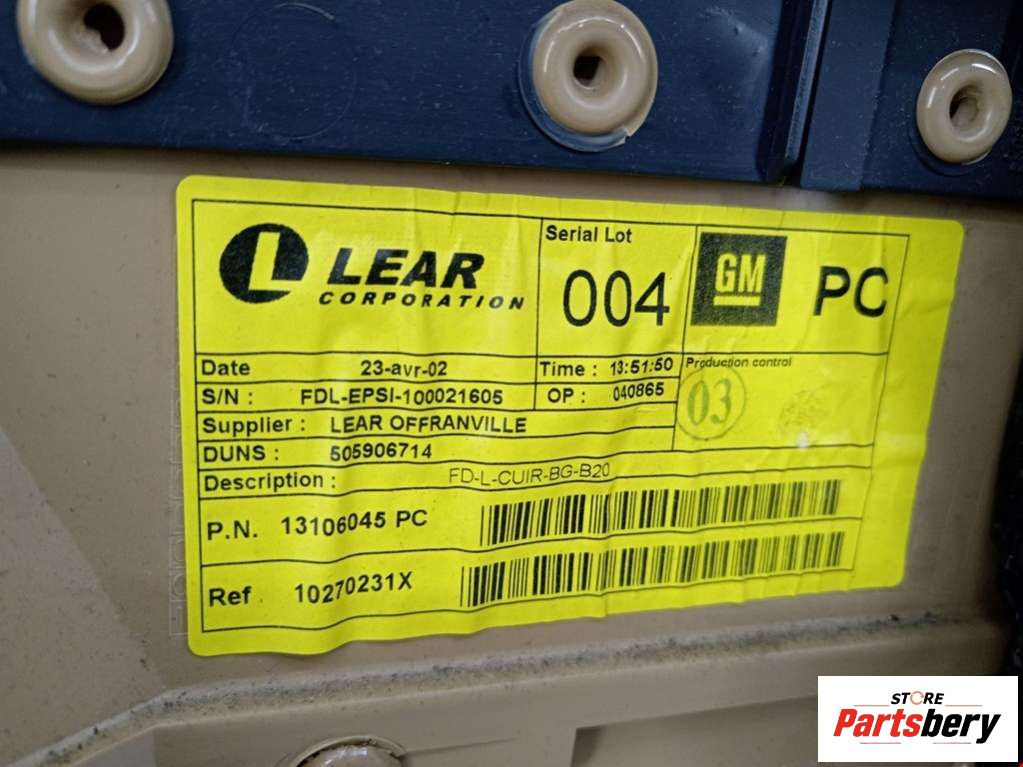 LEAR
CORPORATION
Serial Lot
004
GM
PC
Date 23-avr-02
Time : 13:51:50
Production control
S/N : FDL-EPSI-100021605
OP : 040865
03
Supplier : LEAR OFFRANVILLE
DUNS : 505906714
Description : FD-L-CUIR-BG-B20
P.N. 13106045 PC
Ref 10270231X
STORE
Partsbery